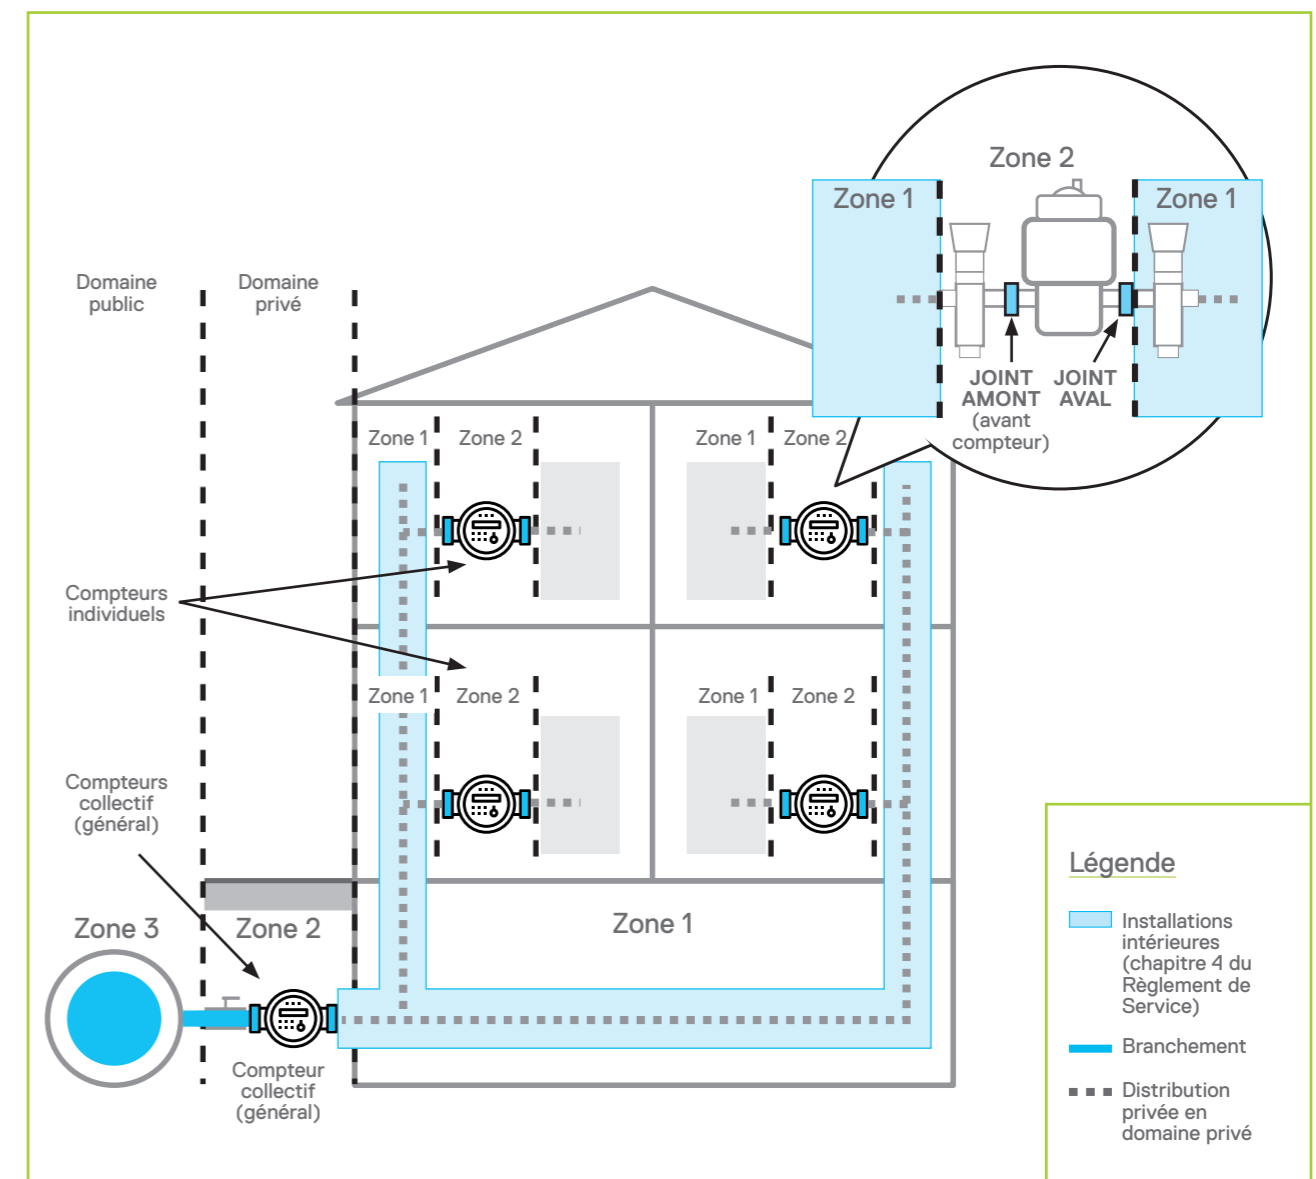 Zone 2
Zone 1
Zone 1
JOINT
AMONT
(avant
compteur)
JOINT
AVAL
Domaine
public
Domaine
privé
Zone 1
Zone 2
Zone 1
Zone 2
Compteurs
individuels
Zone 1
Zone 2
Zone 1
Zone 2
Compteurs
collectif
(général)
Zone 3
Zone 2
Zone 1
Compteur
collectif
(général)
Légende
Installations
intérieures
(chapitre 4 du
Règlement de
Service)
Branchement
Distribution
privée en
domaine privé